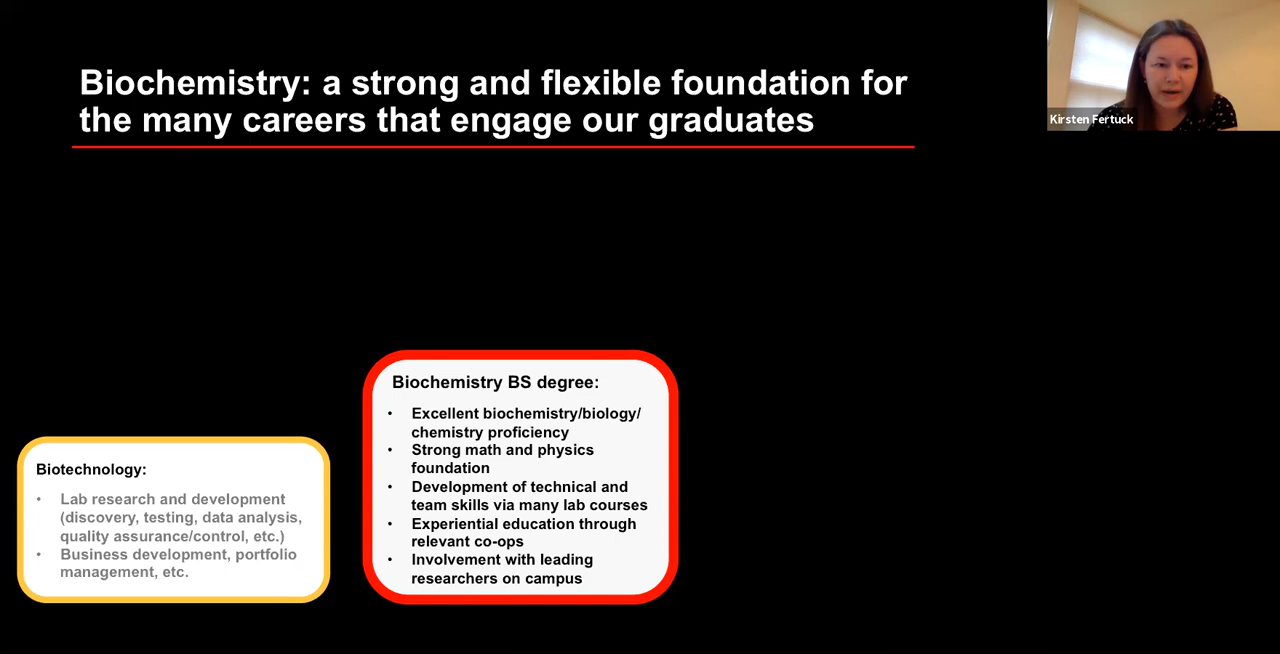 Biochemistry: a strong and flexible foundation for
the many careers that engage our graduates
Kirsten Fertuck
Biochemistry BS degree:
• Excellent biochemistry/biology/
chemistry proficiency
• Strong math and physics
foundation
• Development of technical and
team skills via many lab courses
• Experiential education through
relevant co-ops
• Involvement with leading
researchers on campus
Biotechnology:
• Lab research and development
(discovery, testing, data analysis,
quality assurance/control, etc.)
• Business development, portfolio
management, etc.